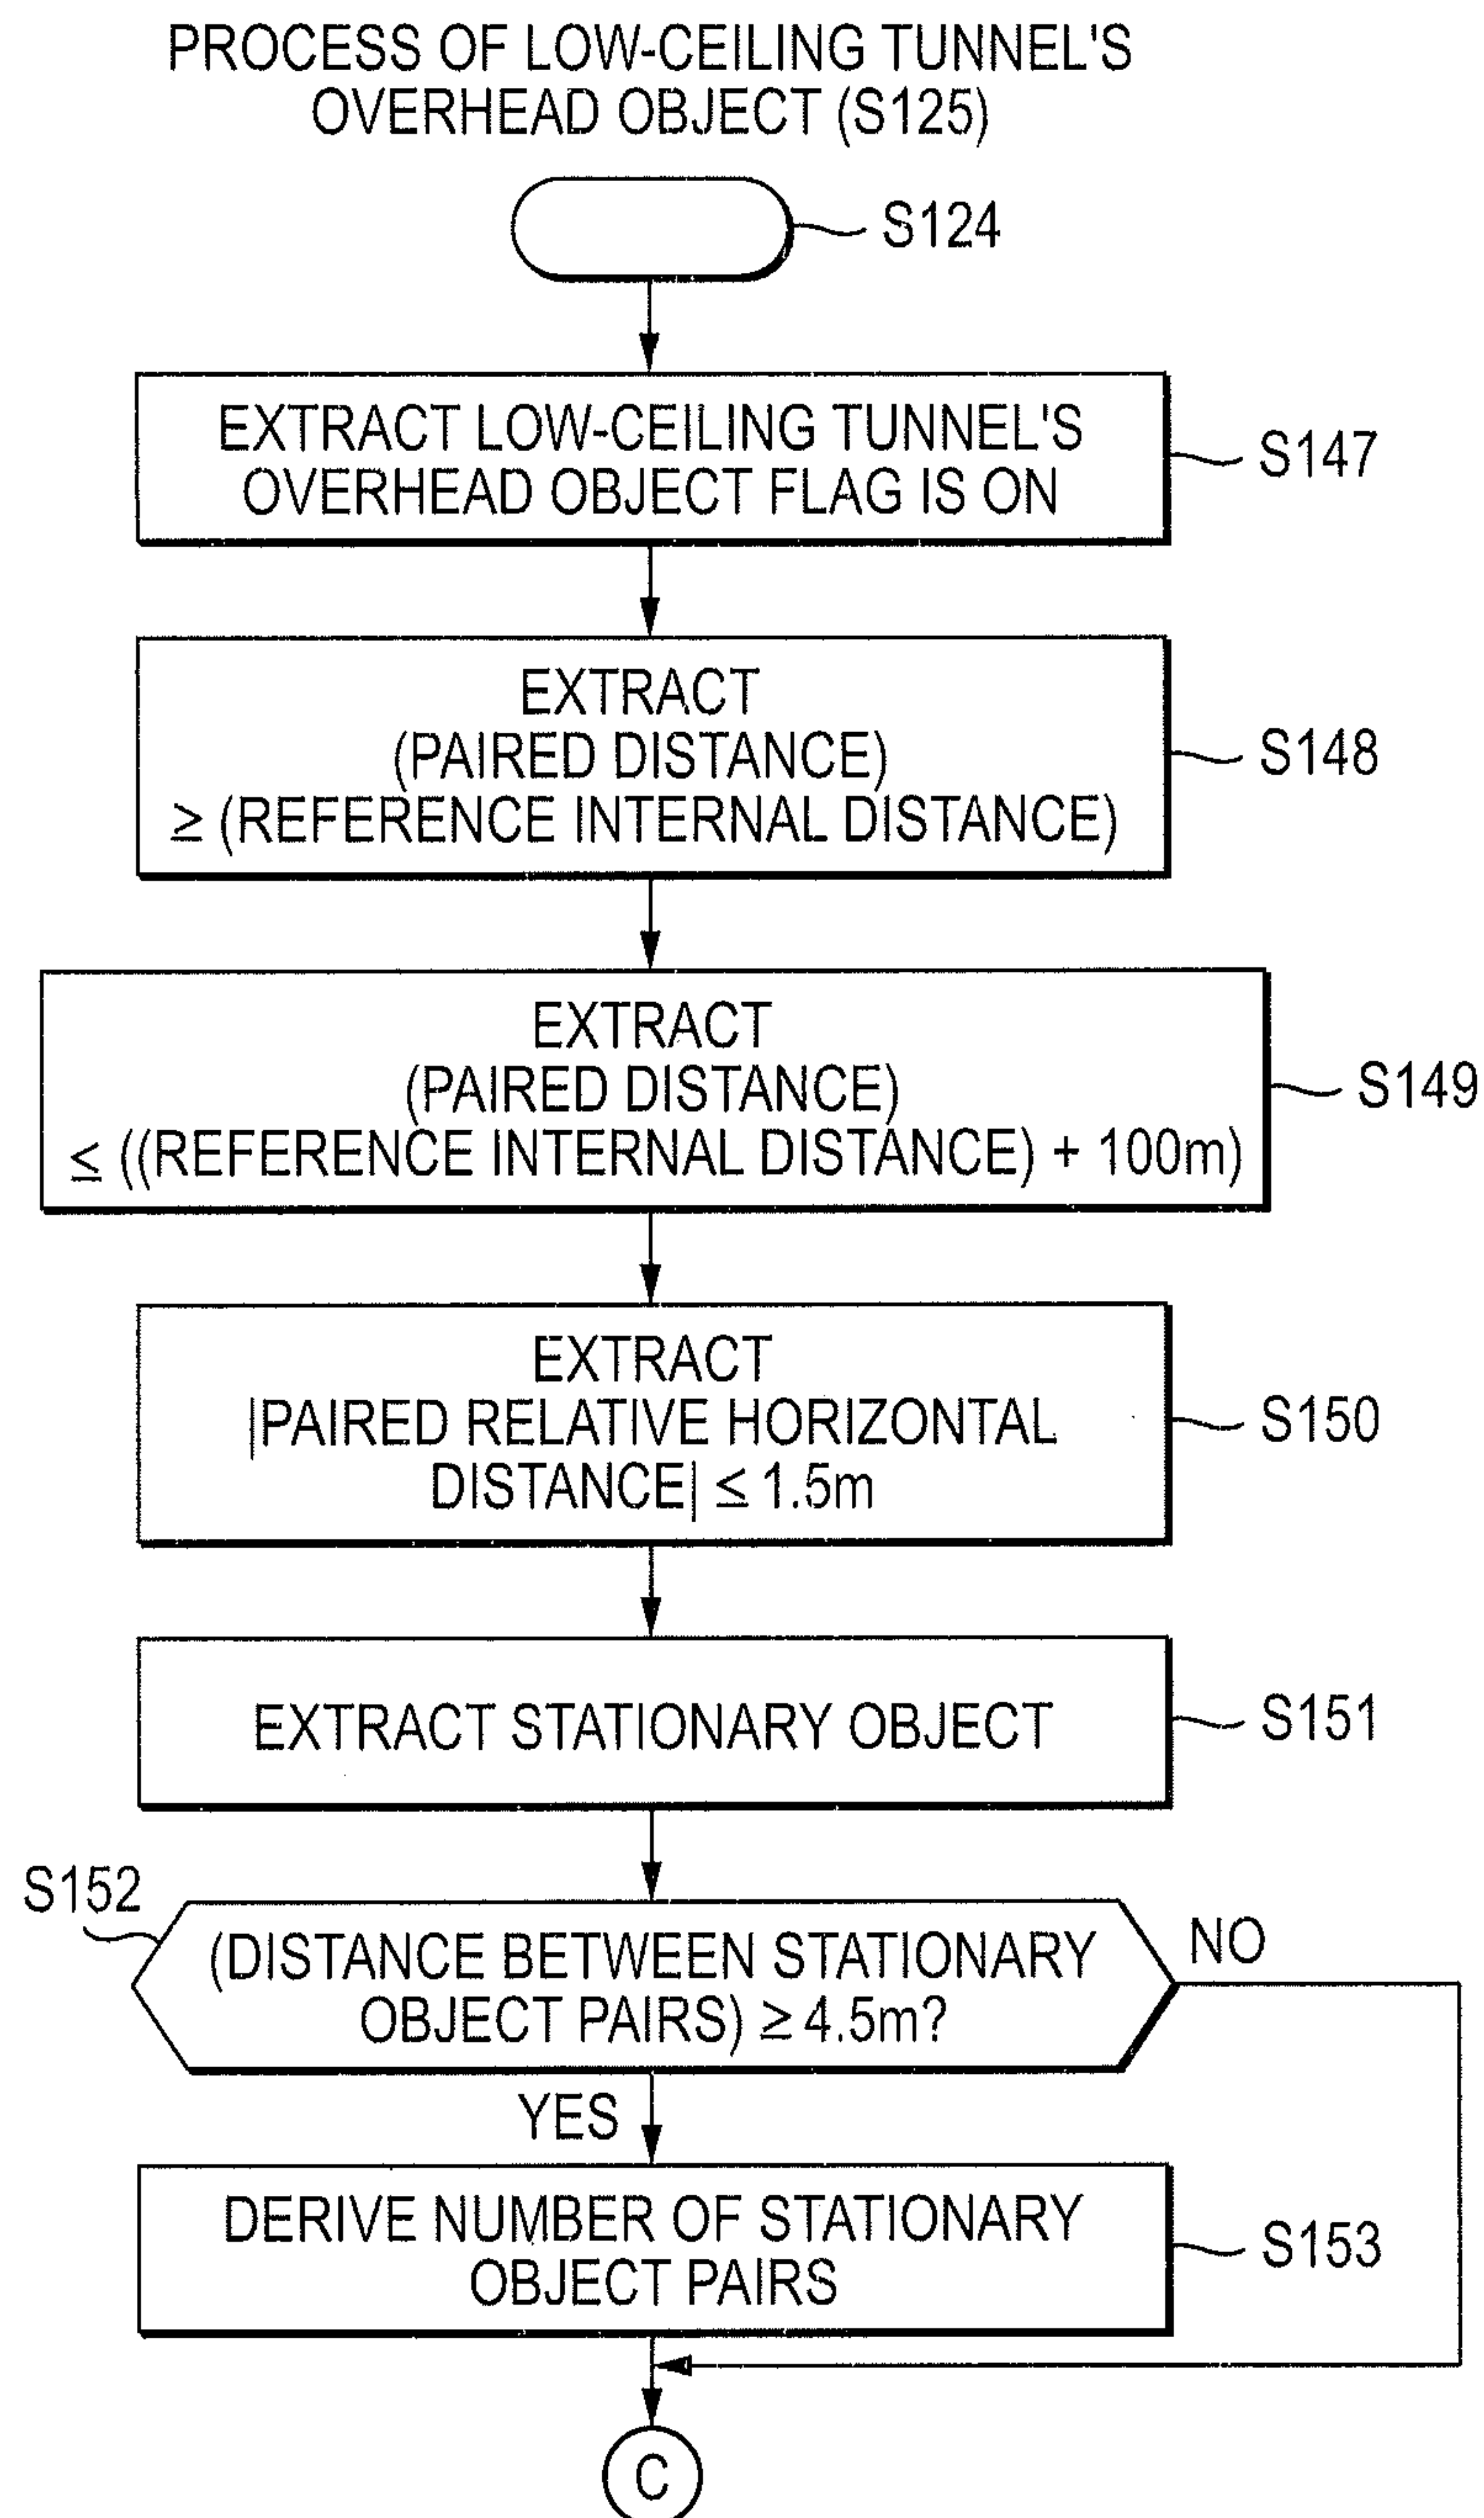 PROCESS OF LOW-CEILING TUNNEL'S
OVERHEAD OBJECT (S125)
S124
EXTRACT LOW-CEILING TUNNEL'S
OVERHEAD OBJECT FLAG IS ON
S147
EXTRACT
(PAIRED DISTANCE)
≥ (REFERENCE INTERNAL DISTANCE)
S148
EXTRACT
(PAIRED DISTANCE)
≤ ((REFERENCE INTERNAL DISTANCE) + 100m)
S149
EXTRACT
|PAIRED RELATIVE HORIZONTAL
DISTANCE| ≤ 1.5m
S150
EXTRACT STATIONARY OBJECT
S151
S152
(DISTANCE BETWEEN STATIONARY
OBJECT PAIRS) ≥ 4.5m?
NO
YES
DERIVE NUMBER OF STATIONARY
OBJECT PAIRS
S153
C